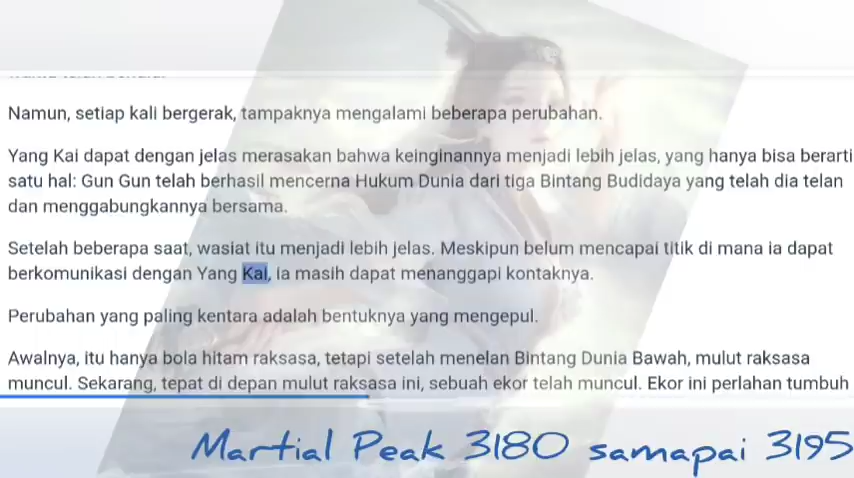 Namun, setiap kali bergerak, tampaknya mengalami beberapa perubahan.
Yang Kai dapat dengan jelas merasakan bahwa keinginannya menjadi lebih jelas, yang hanya bisa berarti
satu hal: Gun Gun telah berhasil mencerna Hukum Dunia dari tiga Bintang Budidaya yang telah dia telan
dan menggabungkannya bersama.
Setelah beberapa saat, wasiat itu menjadi lebih jelas. Meskipun belum mencapai titik di mana ia dapat
berkomunikasi dengan Yang Kai, ia masih dapat menanggapi kontaknya.
Perubahan yang paling kentara adalah bentuknya yang mengepul.
Awalnya, itu hanya bola hitam raksasa, tetapi setelah menelan Bintang Dunia Bawah, mulut raksasa
muncul. Sekarang, tepat di depan mulut raksasa ini, sebuah ekor telah muncul. Ekor ini perlahan tumbuh
Martial Peak 3180 samapai 3195